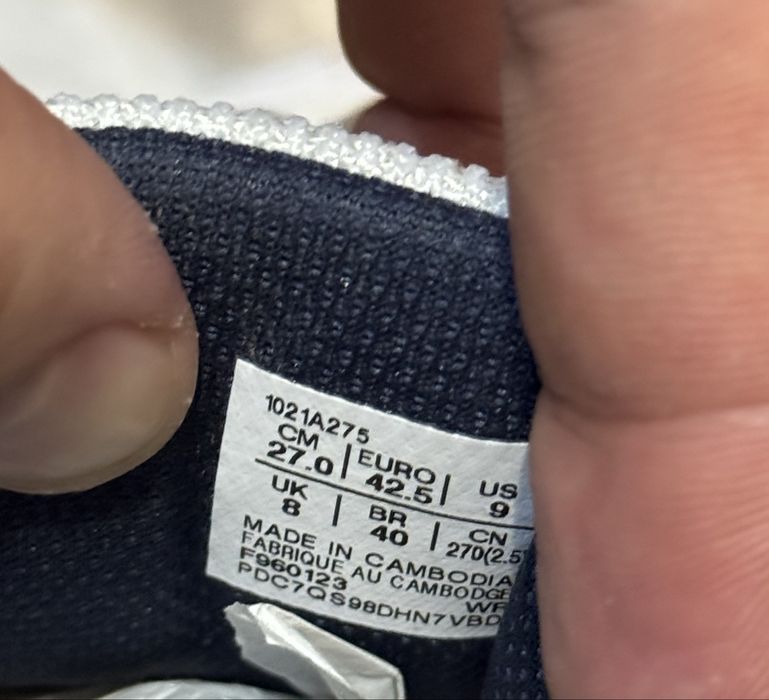 1021A275
CM | EURO | US
27.0 | 42.5 | 9
UK | BR | CN
8 | 40 | 270(2.5
MADE IN CAMBODIA
FABRIQUE AU CAMBODGE
F960123 WF
PDC7QS98DHN7VBD